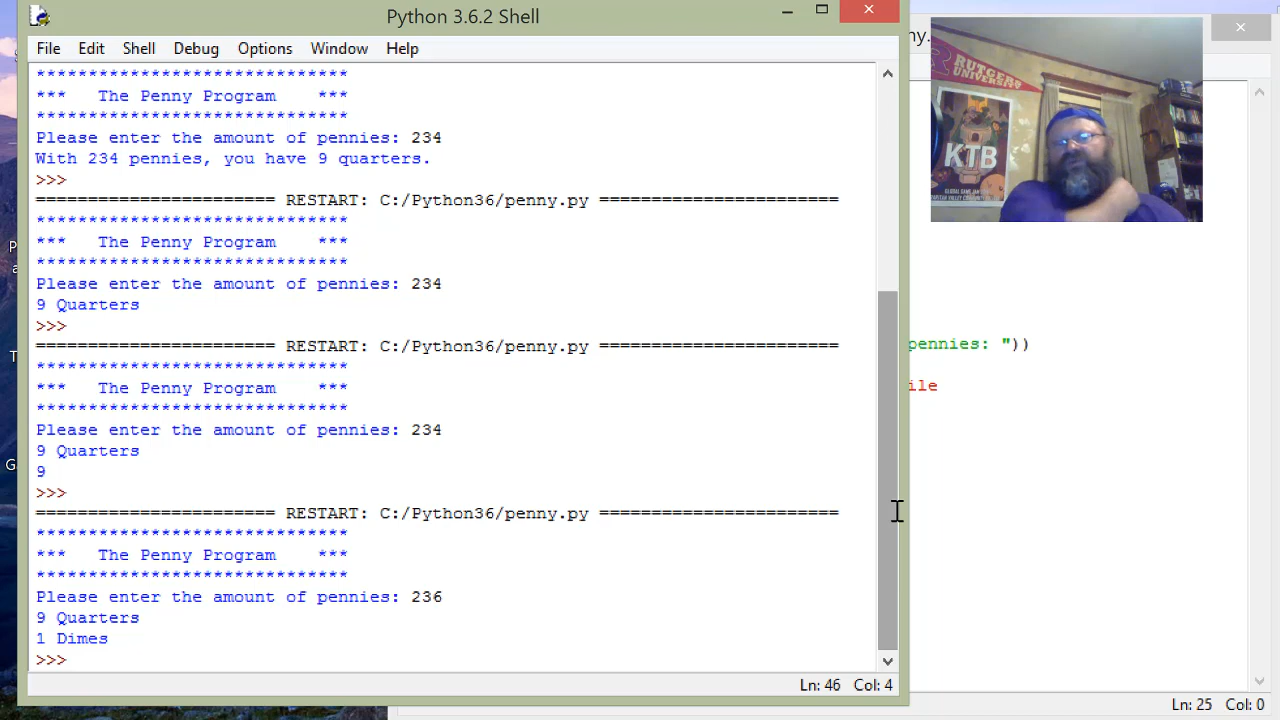 Python 3.6.2 Shell
File Edit Shell Debug Options Window Help
******************************
*** The Penny Program ***
******************************
Please enter the amount of pennies: 234
With 234 pennies, you have 9 quarters.
>>>
======================= RESTART: C:/Python36/penny.py =======================
******************************
*** The Penny Program ***
******************************
Please enter the amount of pennies: 234
9 Quarters
>>>
======================= RESTART: C:/Python36/penny.py =======================
******************************
*** The Penny Program ***
******************************
Please enter the amount of pennies: 234
9 Quarters
9
>>>
======================= RESTART: C:/Python36/penny.py =======================
******************************
*** The Penny Program ***
******************************
Please enter the amount of pennies: 236
9 Quarters
1 Dimes
>>>
Ln: 46 Col: 4
ny.
R RUTGERS
UNIVERSITY
KTB
pennies: "))
ile
Ln: 25 Col: 0